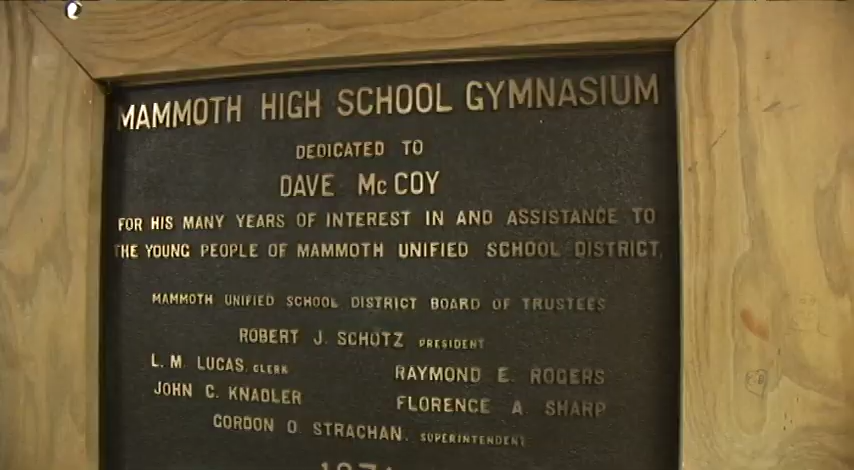 MAMMOTH HIGH SCHOOL GYMNASIUM
DEDICATED TO
DAVE McCOY
FOR HIS MANY YEARS OF INTEREST IN AND ASSISTANCE TO
THE YOUNG PEOPLE OF MAMMOTH UNIFIED SCHOOL DISTRICT.
MAMMOTH UNIFIED SCHOOL DISTRICT BOARD OF TRUSTEES
ROBERT J. SCHOTZ PRESIDENT
L. M. LUCAS, CLERK RAYMOND E. ROGERS
JOHN C. KNADLER FLORENCE A. SHARP
GORDON O. STRACHAN, SUPERINTENDENT